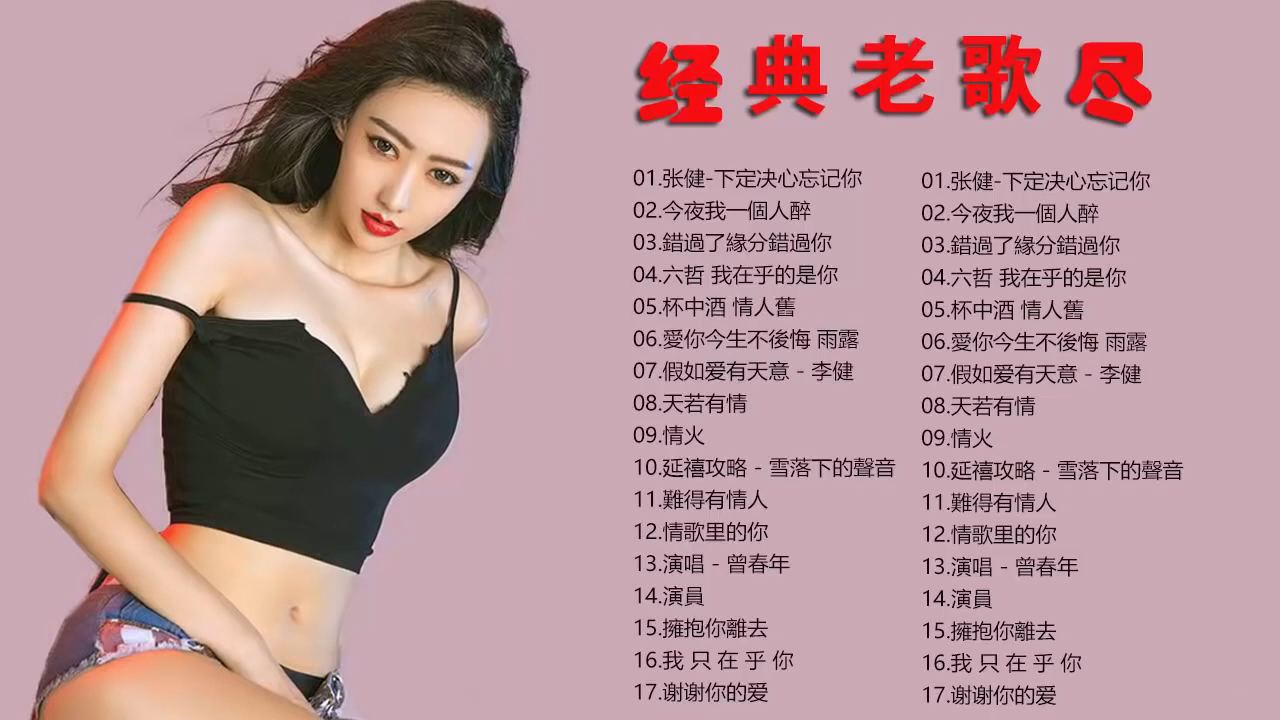 经典老歌尽
01.张健-下定决心忘记你
02.今夜我一個人醉
03.錯過了緣分錯過你
04.六哲 我在乎的是你
05.杯中酒 情人舊
06.愛你今生不後悔 雨露
07.假如爱有天意 - 李健
08.天若有情
09.情火
10.延禧攻略 - 雪落下的聲音
11.難得有情人
12.情歌里的你
13.演唱 - 曾春年
14.演員
15.擁抱你離去
16.我 只 在 乎 你
17.谢谢你的爱
01.张健-下定决心忘记你
02.今夜我一個人醉
03.錯過了緣分錯過你
04.六哲 我在乎的是你
05.杯中酒 情人舊
06.愛你今生不後悔 雨露
07.假如爱有天意 - 李健
08.天若有情
09.情火
10.延禧攻略 - 雪落下的聲音
11.難得有情人
12.情歌里的你
13.演唱 - 曾春年
14.演員
15.擁抱你離去
16.我 只 在 乎 你
17.谢谢你的爱